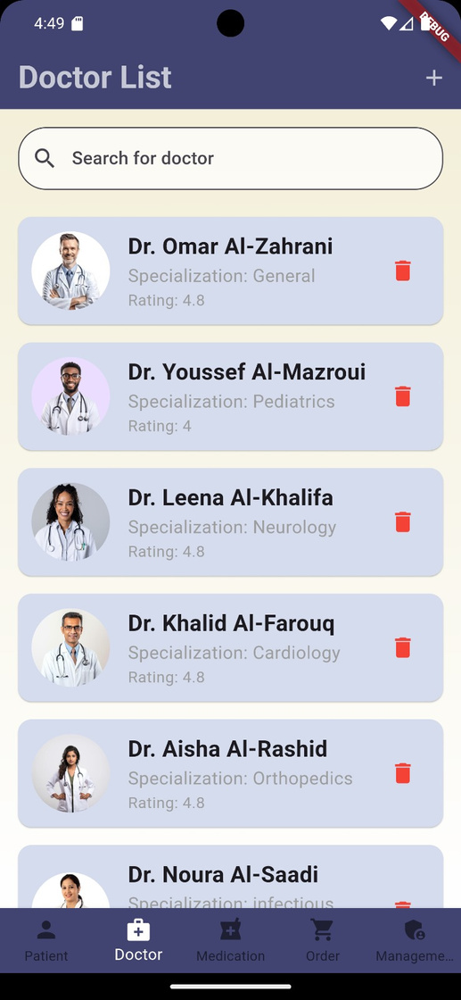 4:49
DEBUG
Doctor List
Search for doctor
Dr. Omar Al-Zahrani
Specialization: General
Rating: 4.8
Dr. Youssef Al-Mazroui
Specialization: Pediatrics
Rating: 4
Dr. Leena Al-Khalifa
Specialization: Neurology
Rating: 4.8
Dr. Khalid Al-Farouq
Specialization: Cardiology
Rating: 4.8
Dr. Aisha Al-Rashid
Specialization: Orthopedics
Rating: 4.8
Dr. Noura Al-Saadi
Specialization: infectious
Patient
Doctor
Medication
Order
Manageme...